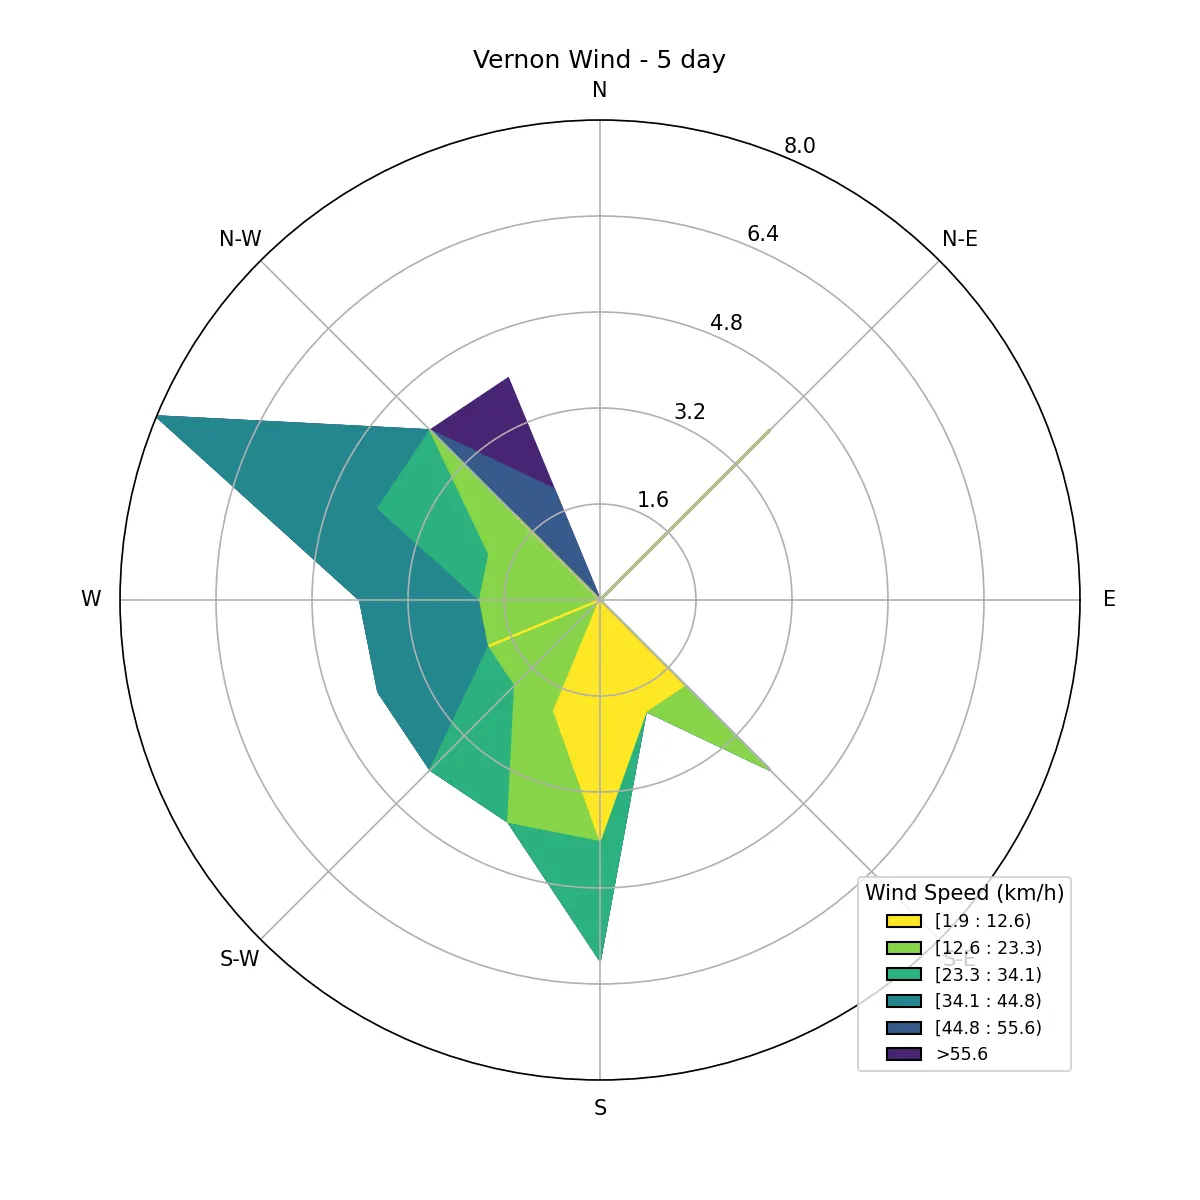 Vernon Wind - 5 day
N
8.0
N-W
6.4
N-E
4.8
3.2
1.6
W
E
Wind Speed (km/h)
[1.9 : 12.6)
[12.6 : 23.3)
S-W
S-E
[23.3 : 34.1)
[34.1 : 44.8)
[44.8 : 55.6)
>55.6
S